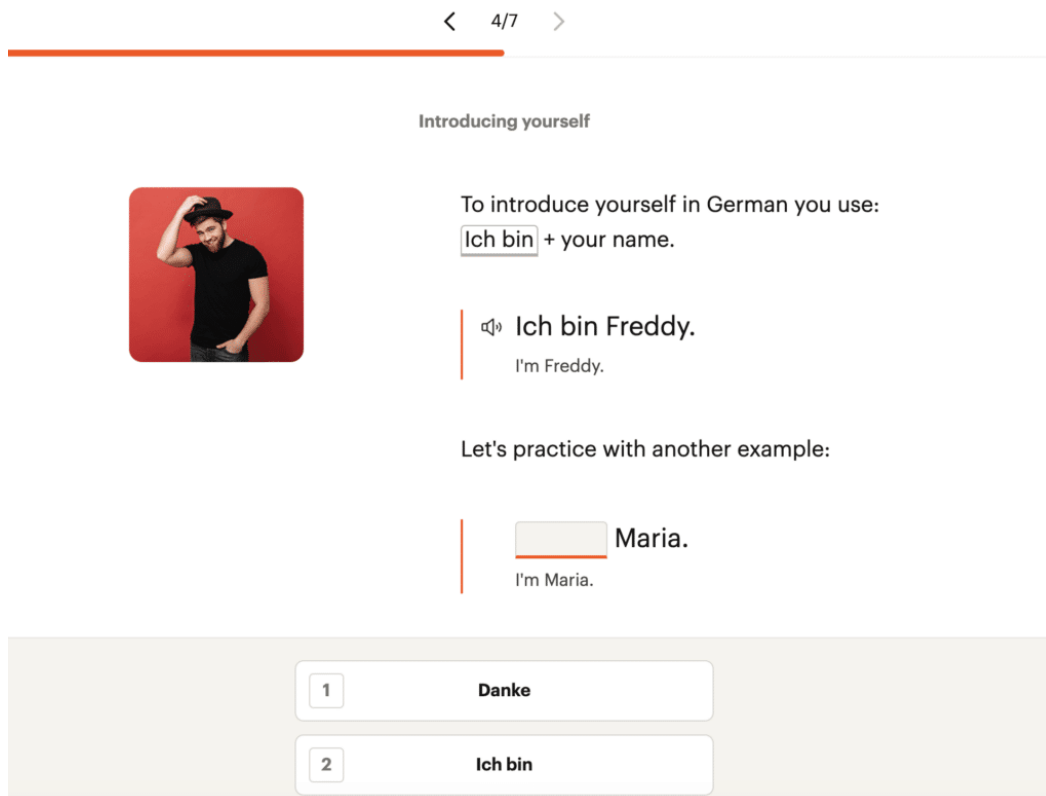 4/7
Introducing yourself
To introduce yourself in German you use:
Ich bin + your name.
Ich bin Freddy.
I'm Freddy.
Let's practice with another example:
Maria.
I'm Maria.
1 Danke
2 Ich bin